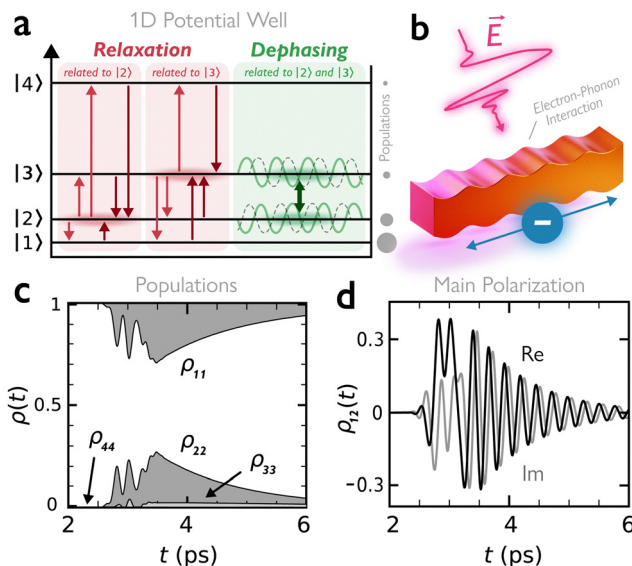 1D Potential Well
a
Relaxation
Dephasing
related to |2⟩
related to |3⟩
related to |2⟩ and |3⟩
|4⟩
|3⟩
|2⟩
|1⟩
Populations
b
E⃗
Electron-Phonon
Interaction
−
Populations
c
ρ(t)
1
0.5
0
ρ11
ρ44
ρ22
ρ33
2
4
6
t (ps)
Main Polarization
d
ρ12(t)
0.3
0
−0.3
Re
Im
2
4
6
t (ps)